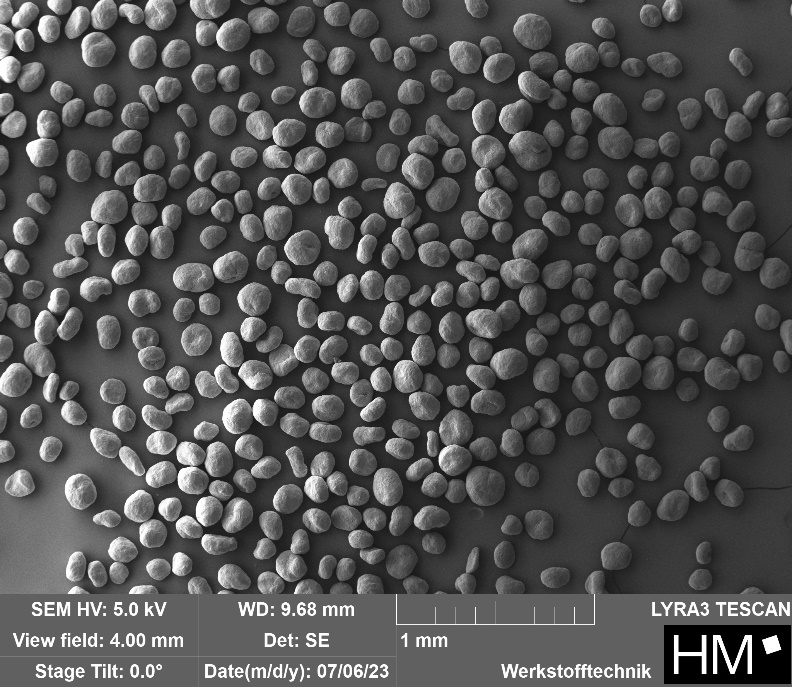 SEM HV: 5.0 kV WD: 9.68 mm LYRA3 TESCAN
View field: 4.00 mm Det: SE 1 mm
Stage Tilt: 0.0° Date(m/d/y): 07/06/23 Werkstofftechnik
HM